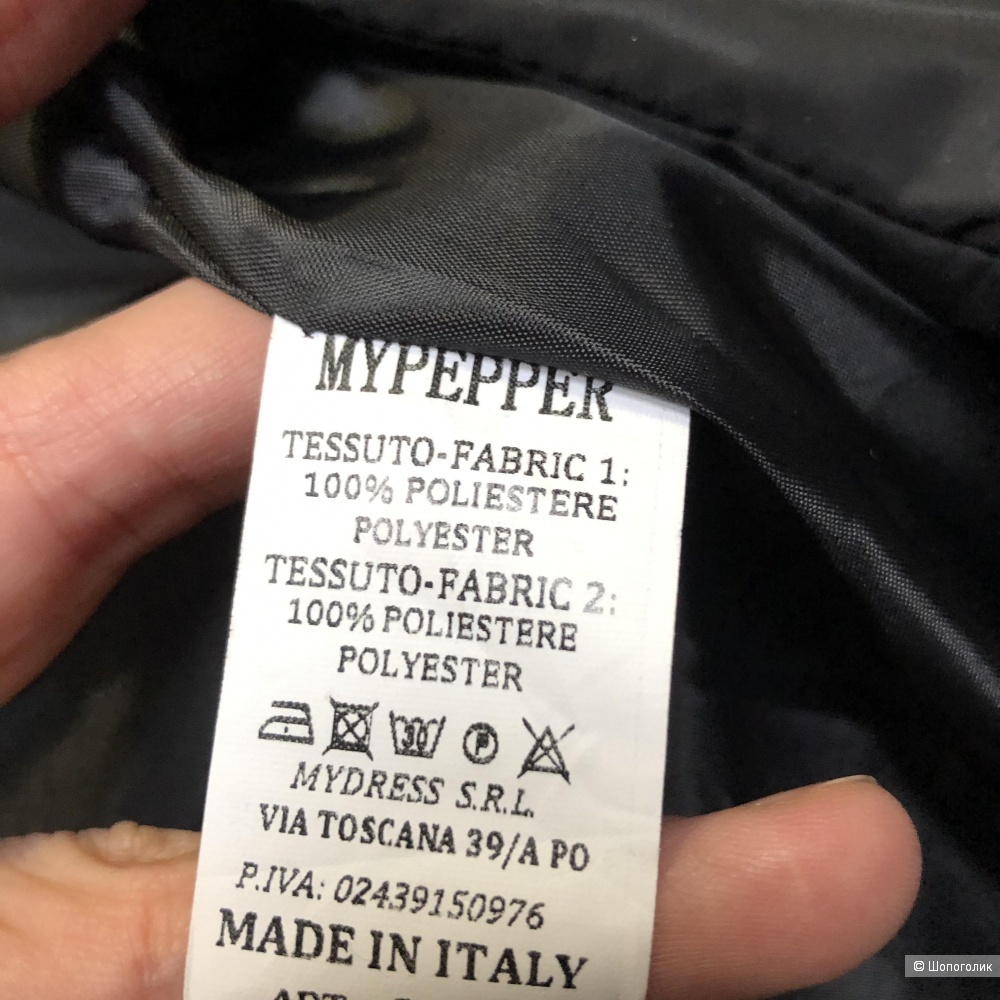 MYPEPPER
TESSUTO-FABRIC 1:
100% POLIESTERE
POLYESTER
TESSUTO-FABRIC 2:
100% POLIESTERE
POLYESTER
30 P
MYDRESS S.R.L.
VIA TOSCANA 39/A PO
P.IVA: 02439150976
MADE IN ITALY
© Шопоголик